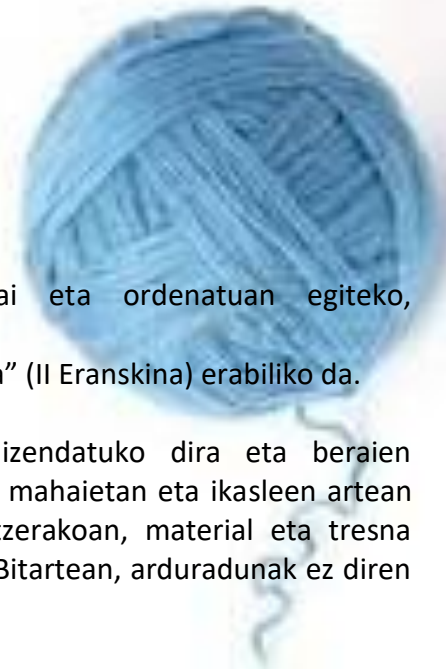 ai eta ordenatuan egiteko,
” (II Eranskina) erabiliko da.
izendatuko dira eta beraien
mahaietan eta ikasleen artean
tzerakoan, material eta tresna
Bitartean, arduradunak ez diren